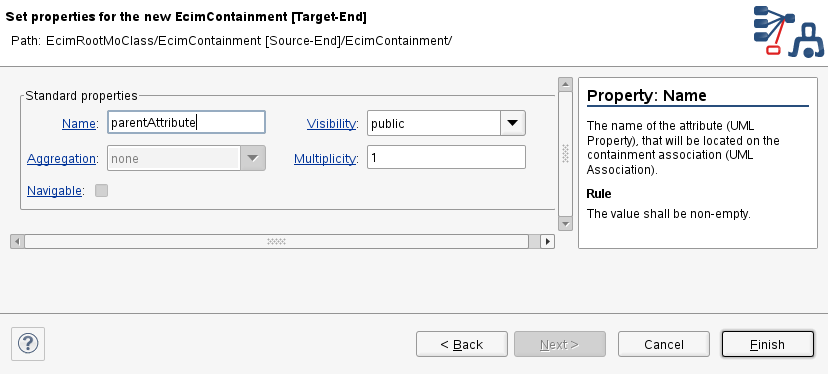 Set properties for the new EcimContainment [Target-End]
Path: EcimRootMoClass/EcimContainment [Source-End]/EcimContainment/
Standard properties
Name: parentAttribute Visibility: public
Aggregation: none Multiplicity: 1
Navigable:
Property: Name
The name of the attribute (UML
Property), that will be located on the
containment association (UML
Association).
Rule
The value shall be non-empty.
?
< Back Next > Cancel Finish